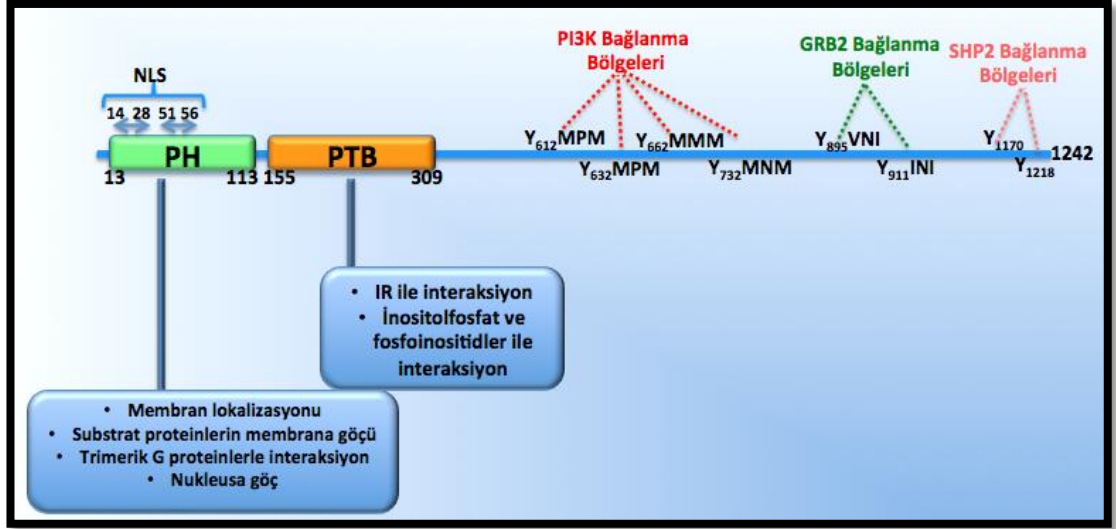 PI3K Bağlanma
Bölgeleri
GRB2 Bağlanma
Bölgeleri
SHP2 Bağlanma
Bölgeleri
NLS
14 28 51 56
Y612MPM
Y662MMM
Y895VNI
Y1170
PH
PTB
1242
13
113
155
309
Y632MPM
Y732MNM
Y911INI
Y1218
• IR ile interaksiyon
• İnositolfosfat ve
fosfoinositidler ile
interaksiyon
• Membran lokalizasyonu
• Substrat proteinlerin membrana göçü
• Trimerik G proteinlerle interaksiyon
• Nukleusa göç